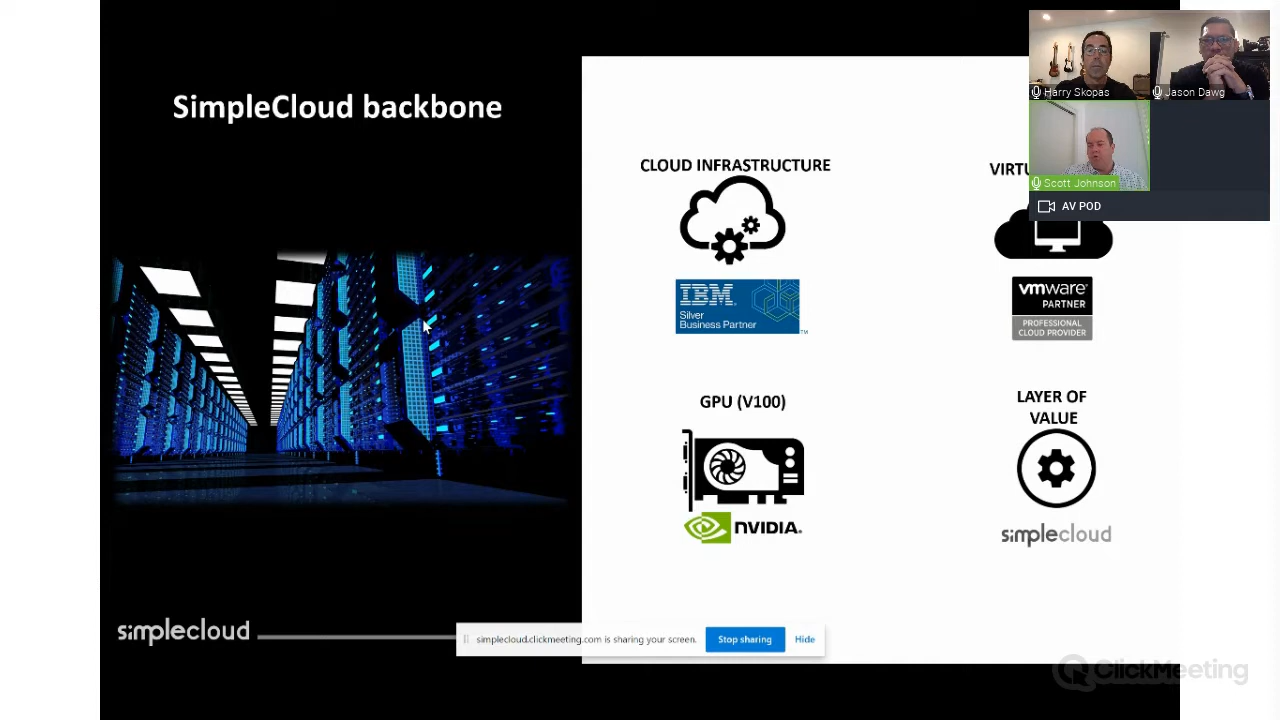 SimpleCloud backbone
CLOUD INFRASTRUCTURE
IBM
Silver
Business Partner
TM
VIRTU
vmware®
PARTNER
PROFESSIONAL
CLOUD PROVIDER
GPU (V100)
NVIDIA®
LAYER OF
VALUE
simplecloud
simplecloud
simplecloud.clickmeeting.com is sharing your screen.
Stop sharing
Hide
Harry Skopas
Jason Dawg
Scott Johnson
AV POD
ClickMeeting